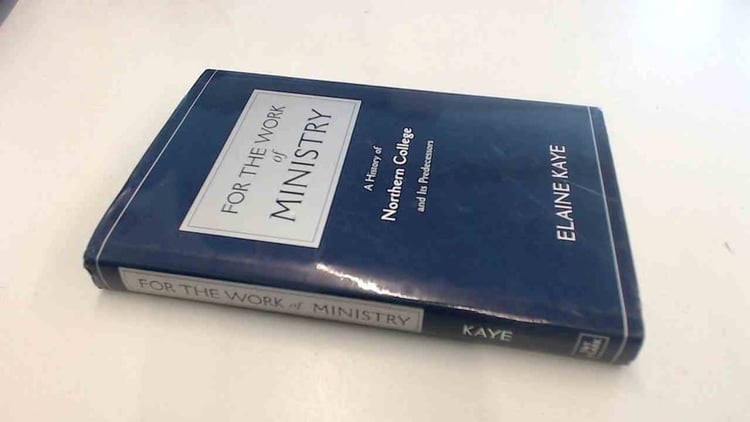 FOR THE WORK
of
MINISTRY
A History of
Northern College
and Its Predecessors
ELAINE KAYE
FOR THE WORK of MINISTRY
KAYE
T&T
CLARK